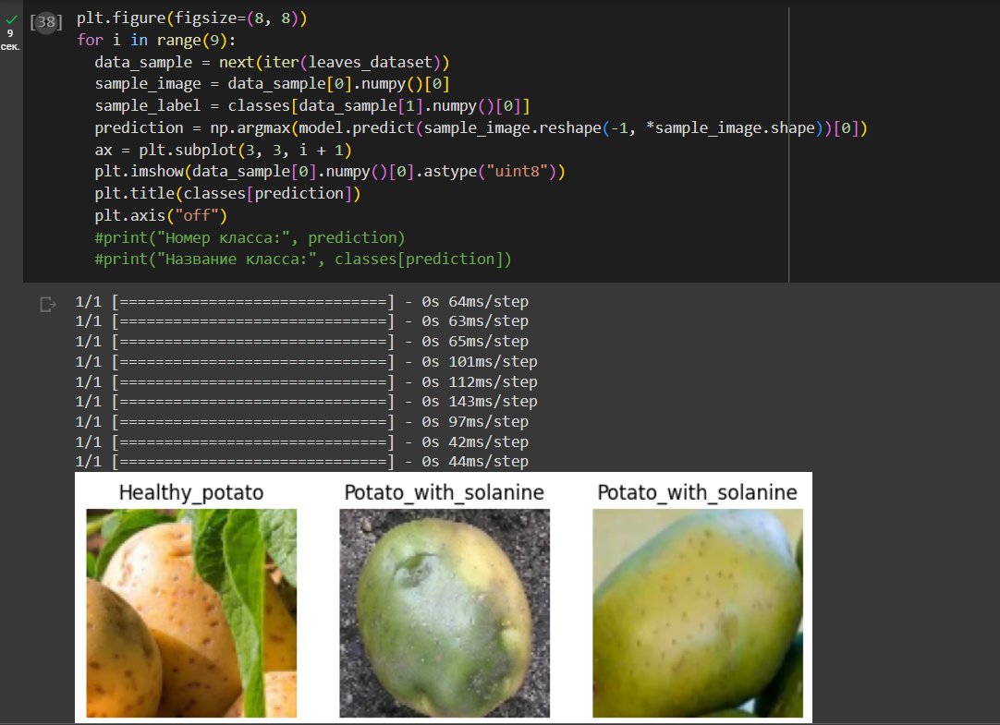 [38]
9
сек.
plt.figure(figsize=(8, 8))
for i in range(9):
  data_sample = next(iter(leaves_dataset))
  sample_image = data_sample[0].numpy()[0]
  sample_label = classes[data_sample[1].numpy()[0]]
  prediction = np.argmax(model.predict(sample_image.reshape(-1, *sample_image.shape))[0])
  ax = plt.subplot(3, 3, i + 1)
  plt.imshow(data_sample[0].numpy()[0].astype("uint8"))
  plt.title(classes[prediction])
  plt.axis("off")
  #print("Номер класса:", prediction)
  #print("Название класса:", classes[prediction])
1/1 [==============================] - 0s 64ms/step
1/1 [==============================] - 0s 63ms/step
1/1 [==============================] - 0s 65ms/step
1/1 [==============================] - 0s 101ms/step
1/1 [==============================] - 0s 112ms/step
1/1 [==============================] - 0s 143ms/step
1/1 [==============================] - 0s 97ms/step
1/1 [==============================] - 0s 42ms/step
1/1 [==============================] - 0s 44ms/step
Healthy_potato Potato_with_solanine Potato_with_solanine